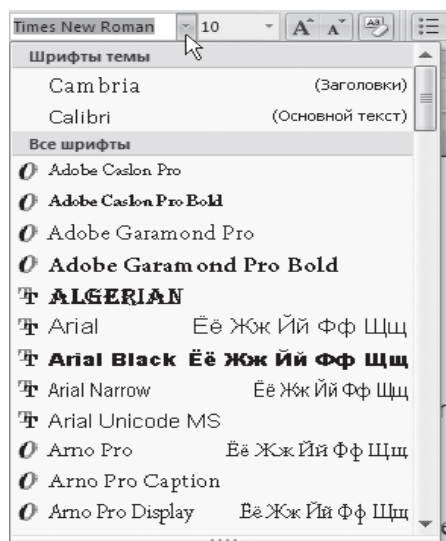 Times New Roman 10
Шрифты темы
Cambria (Заголовки)
Calibri (Основной текст)
Все шрифты
Adobe Caslon Pro
Adobe Caslon Pro Bold
Adobe Garamond Pro
Adobe Garamond Pro Bold
ALGERIAN
Arial Ёё Жж Йй Фф Щщ
Arial Black Ёё Жж Йй Фф Щщ
Arial Narrow Ёё Жж Йй Фф Щщ
Arial Unicode MS
Arno Pro Ёё Жж Йй Фф Щщ
Arno Pro Caption
Arno Pro Display Ёё Жж Йй Фф Щщ